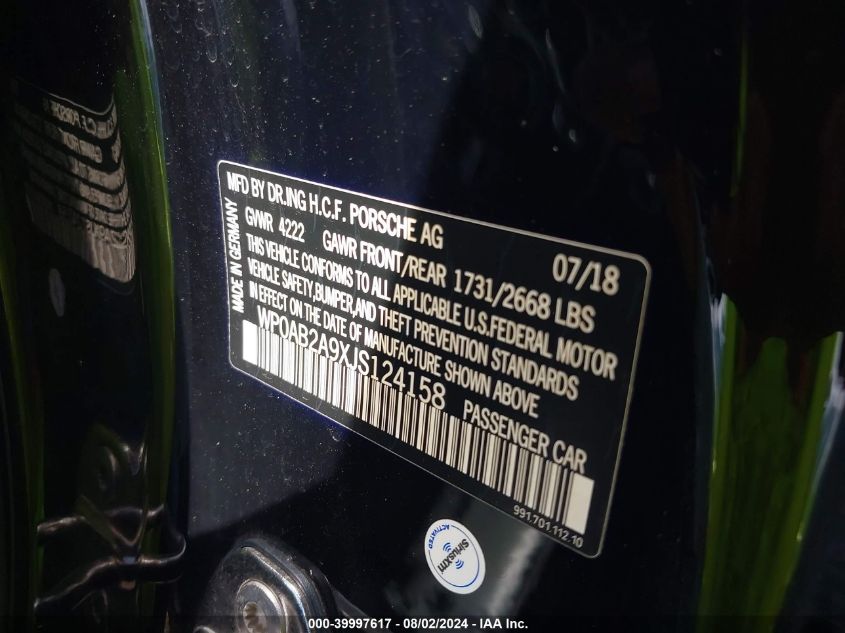 MFD BY DR.ING H.C.F. PORSCHE AG 07/18
GVWR 4222 GAWR FRONT/REAR 1731/2668 LBS
THIS VEHICLE CONFORMS TO ALL APPLICABLE U.S.FEDERAL MOTOR
VEHICLE SAFETY,BUMPER,AND THEFT PREVENTION STANDARDS
IN EFFECT ON THE DATE OF MANUFACTURE SHOWN ABOVE
WP0AB2A9XJS124158 PASSENGER CAR
MADE IN GERMANY
991.701.112.10
ACTIVATED
SiriusXM
000-39997617 - 08/02/2024 - IAA Inc.